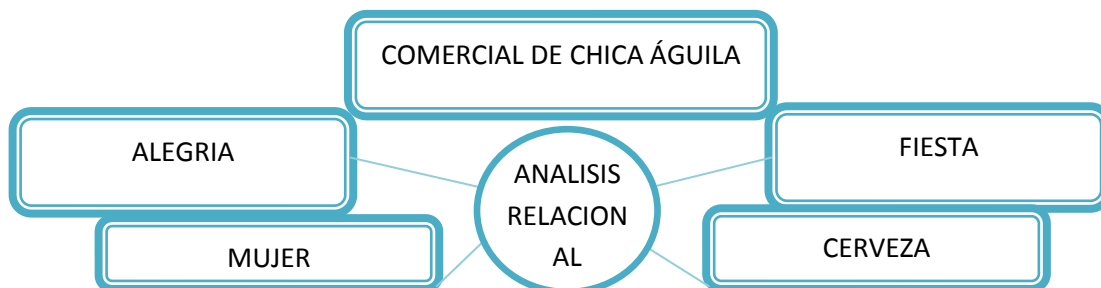 COMERCIAL DE CHICA ÁGUILA
ALEGRIA
FIESTA
ANALISIS
RELACION
AL
MUJER
CERVEZA